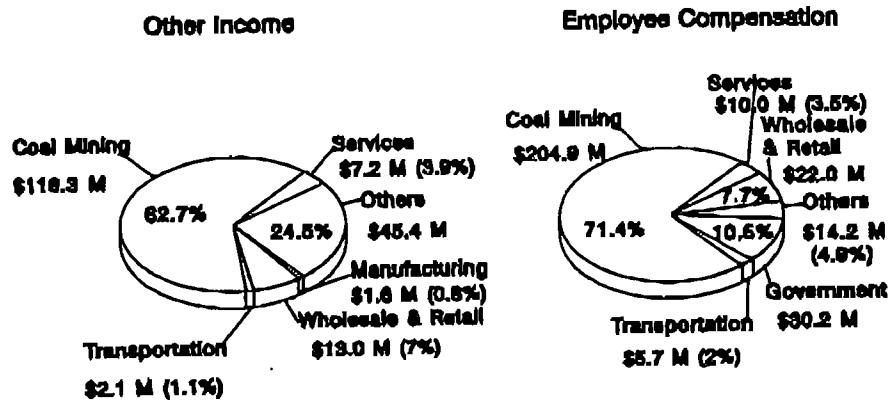 Other Income
Coal Mining
$116.3 M
62.7%
Services
$7.2 M (3.9%)
Others
24.5%
$45.4 M
Manufacturing
$1.6 M (0.8%)
Wholesale & Retail
$13.0 M (7%)
Transportation
$2.1 M (1.1%)
Employee Compensation
Services
$10.0 M (3.5%)
Coal Mining
$204.9 M
71.4%
Wholesale
& Retail
$22.0 M
7.7%
Others
$14.2 M
(4.9%)
10.5%
Government
$30.2 M
Transportation
$5.7 M (2%)